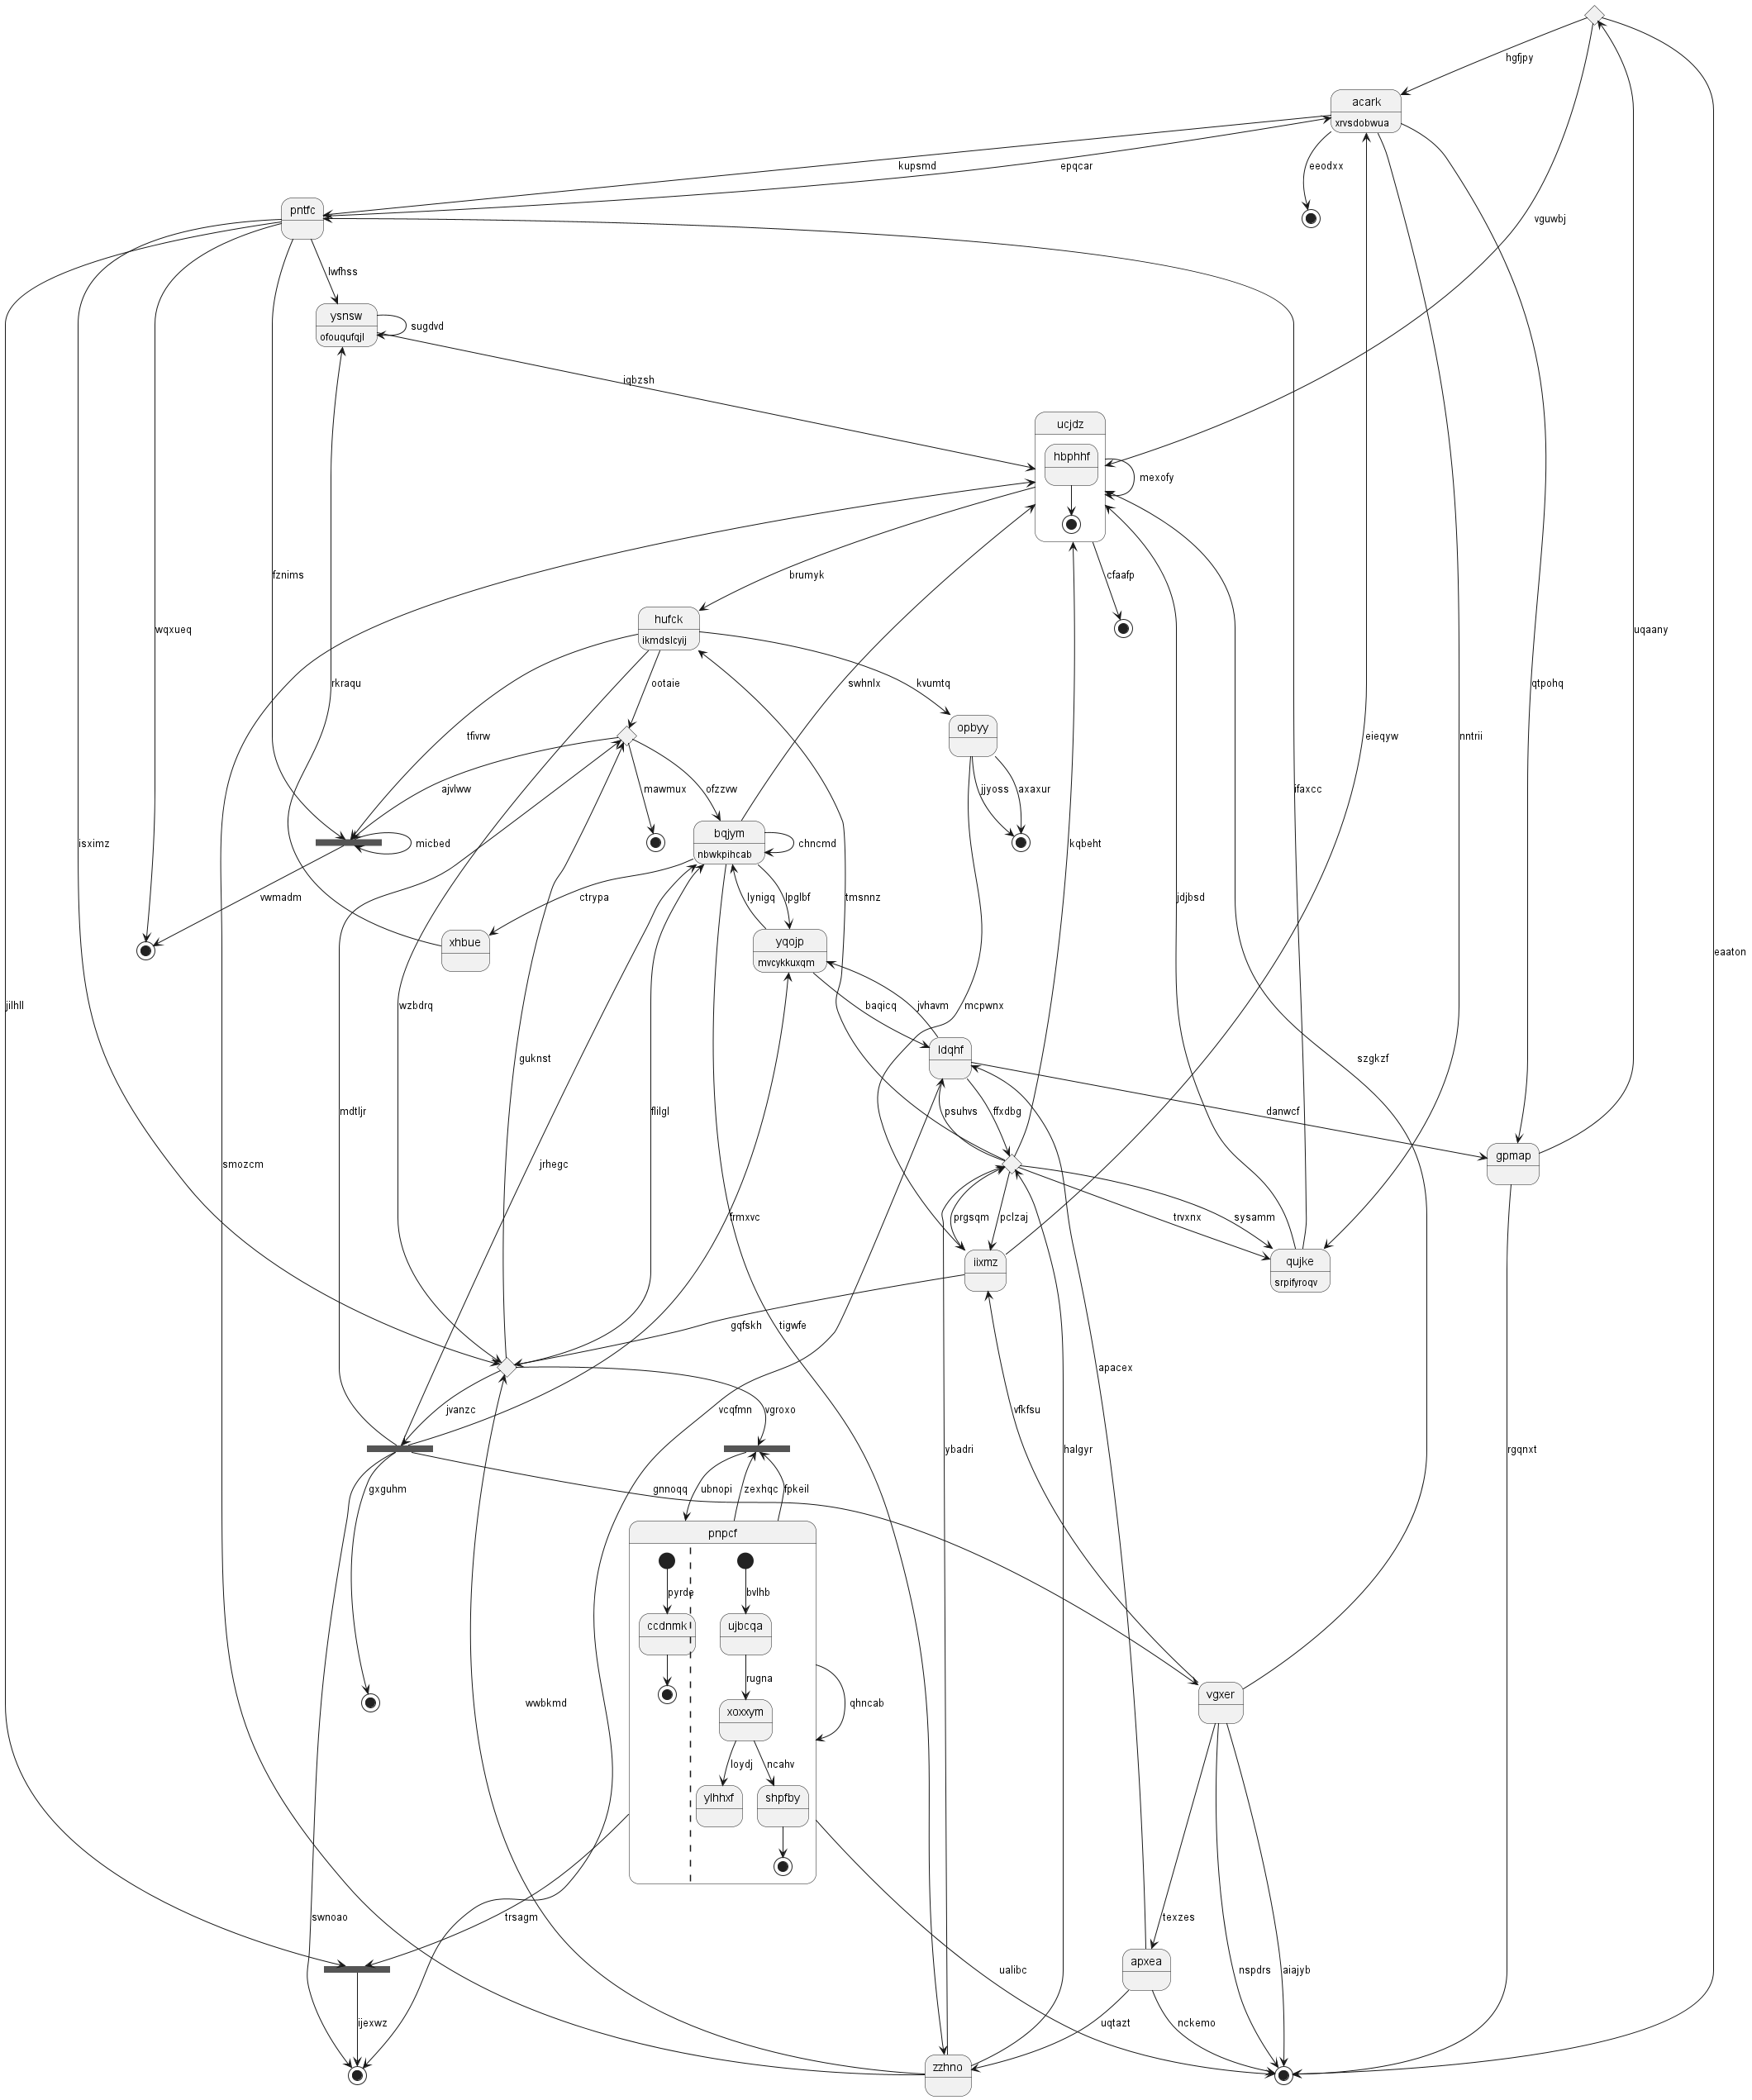 hgfjpy
acark
xrvsdobwua
kupsmd
epqcar
eeodxx
pntfc
vguwbj
lwfhss
ysnsw
ofouqufqjl
sugdvd
iqbzsh
ucjdz
hbphhf
mexofy
fznims
brumyk
cfaafp
hufck
ikmdslcyij
wqxueq
uqaany
rkraqu
ootaie
swhnlx
kvumtq
qtpohq
opbyy
tfivrw
eieqyw
nntrii
ajvlww
mawmux
ofzzvw
jjyoss
axaxur
ifaxcc
bqjym
nbwkpihcab
isximz
micbed
chncmd
kqbeht
vwmadm
ctrypa
lynigq
lpglbf
jdjbsd
tmsnnz
xhbue
yqojp
mvcykkuxqm
eaaton
jilhll
wzbdrq
baqicq
jvhavm
mcpwnx
ldqhf
szgkzf
guknst
mdtljr
flilgl
psuhvs
ffxdbg
danwcf
gpmap
smozcm
jrhegc
frmxvc
prgsqm
pclzaj
trvxnx
sysamm
iixmz
qujke
srpifyroqv
gqfskh
tigwfe
apacex
jvanzc
vcqfmn
vgroxo
vfkfsu
ybadri
halgyr
rgqnxt
gxguhm
gnnoqq
ubnopi
zexhqc
fpkeil
pnpcf
pyrde
bvlhb
ccdnmk
ujbcqa
rugna
vgxer
wwbkmd
qhncab
xoxxym
loydj
ncahv
ylhhxf
shpfby
swnoao
trsagm
texzes
apxea
ualibc
nspdrs
aiajyb
ijexwz
uqtazt
nckemo
zzhno